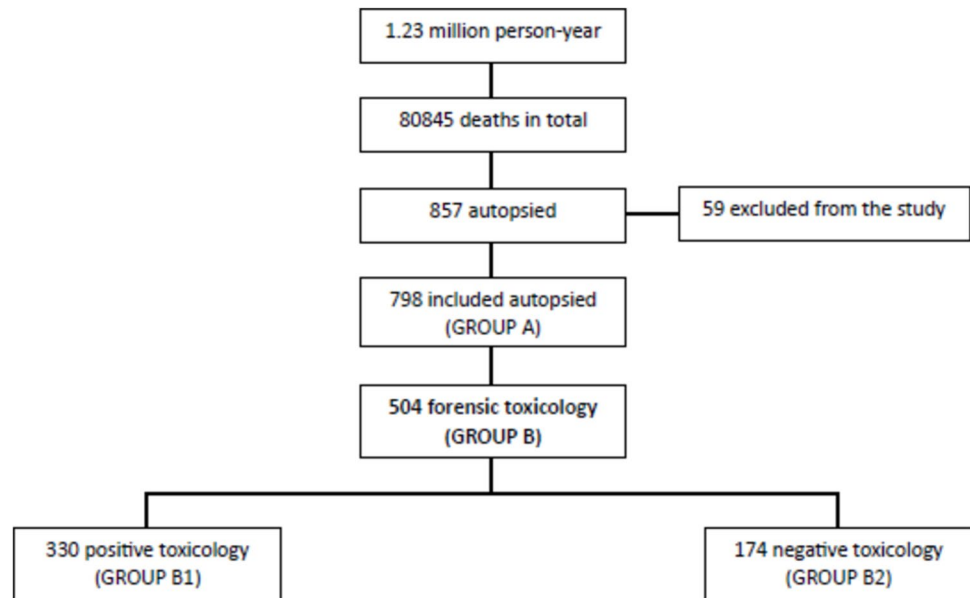 1.23 million person-year
80845 deaths in total
857 autopsied
59 excluded from the study
798 included autopsied
(GROUP A)
504 forensic toxicology
(GROUP B)
330 positive toxicology
(GROUP B1)
174 negative toxicology
(GROUP B2)